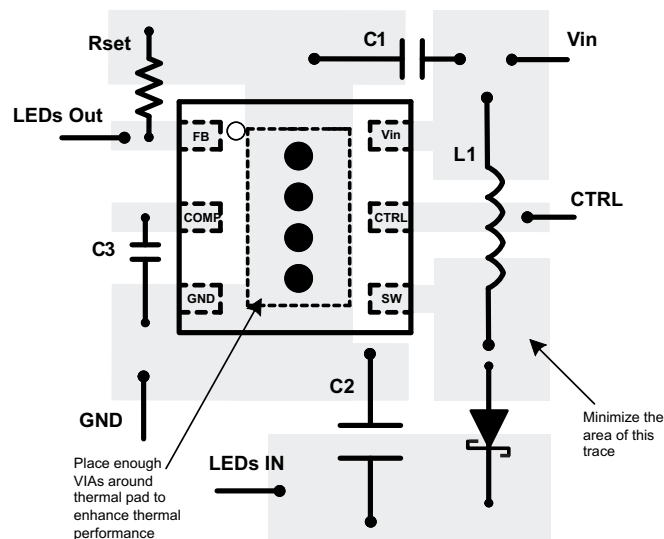 Rset
C1
Vin
LEDs Out
FB
Vin
L1
COMP
CTRL
CTRL
C3
GND
SW
C2
GND
Minimize the
area of this
trace
LEDs IN
Place enough
VIAs around
thermal pad to
enhance thermal
performance